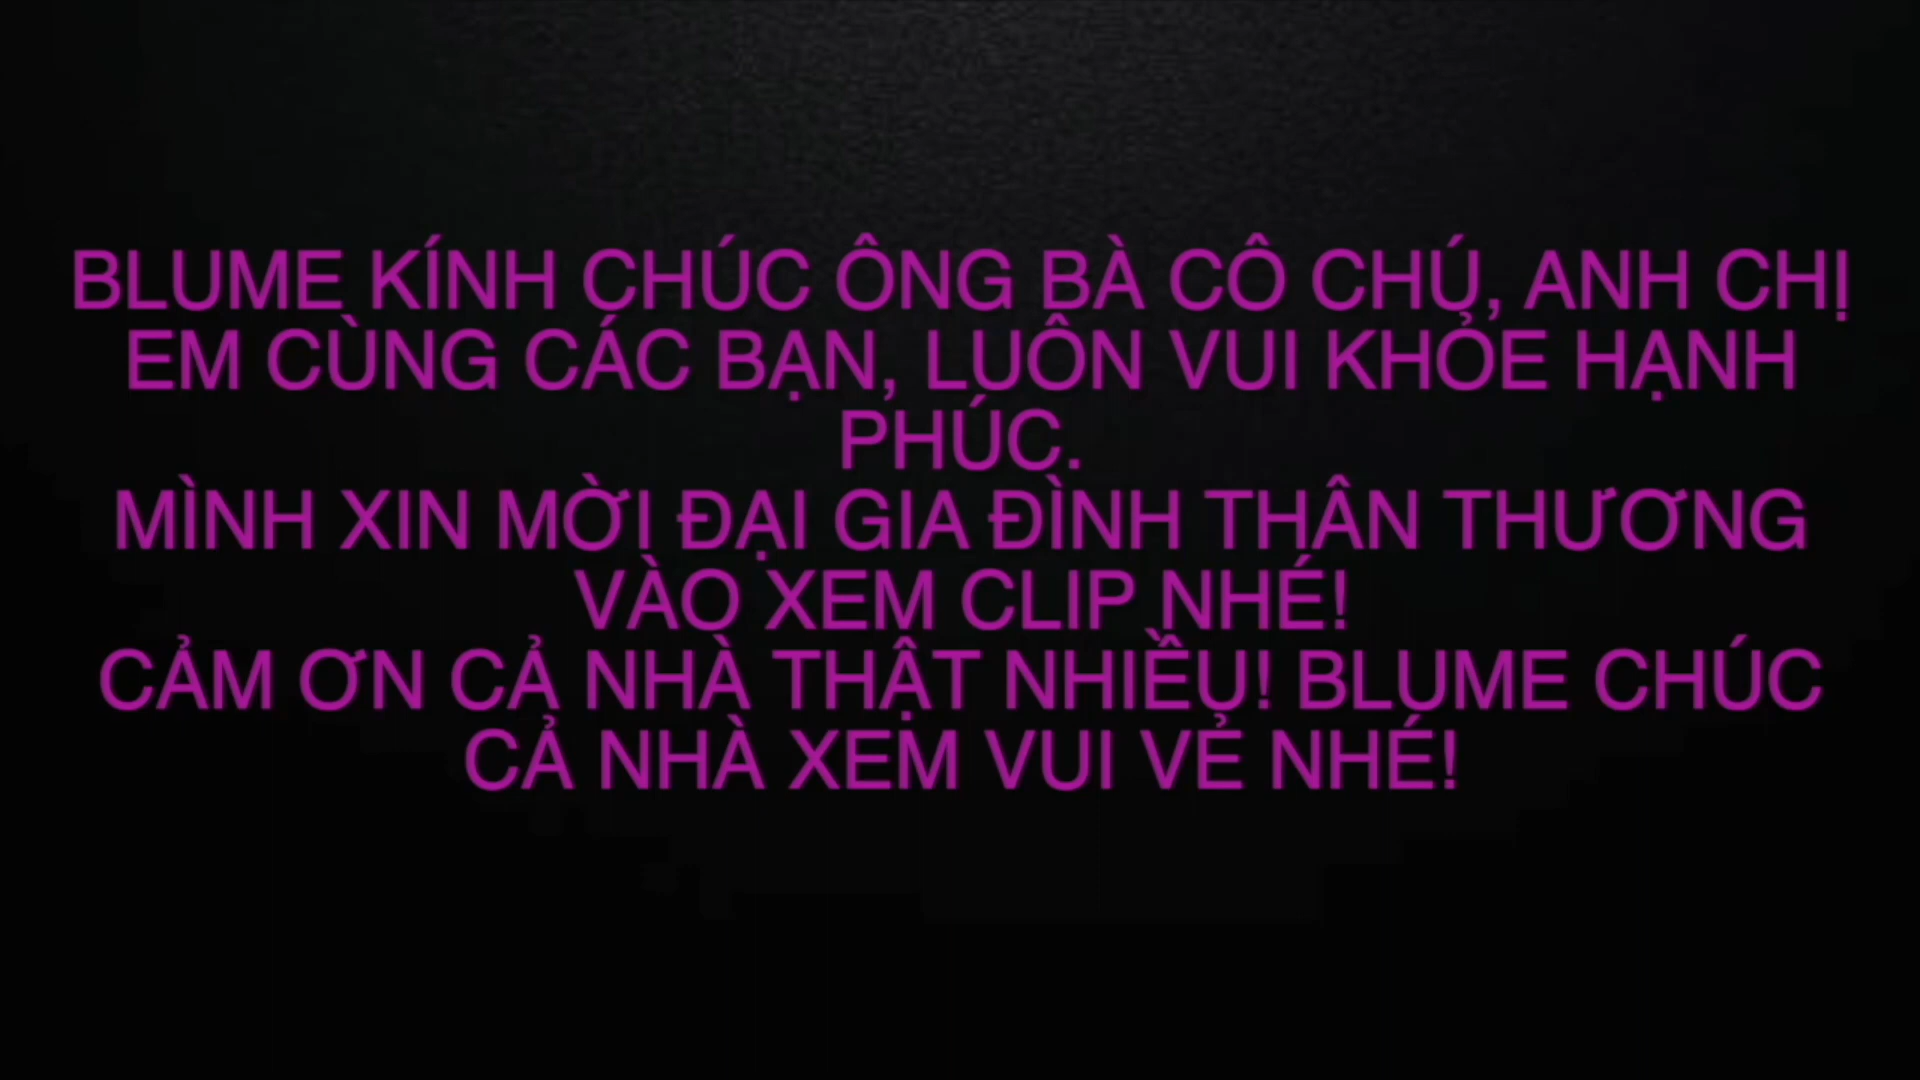 BLUME KÍNH CHÚC ÔNG BÀ CÔ CHÚ, ANH CHỊ
EM CÙNG CÁC BẠN, LUÔN VUI KHỎE HẠNH
PHÚC.
MÌNH XIN MỜI ĐẠI GIA ĐÌNH THÂN THƯƠNG
VÀO XEM CLIP NHÉ!
CẢM ƠN CẢ NHÀ THẬT NHIỀU! BLUME CHÚC
CẢ NHÀ XEM VUI VẺ NHÉ!